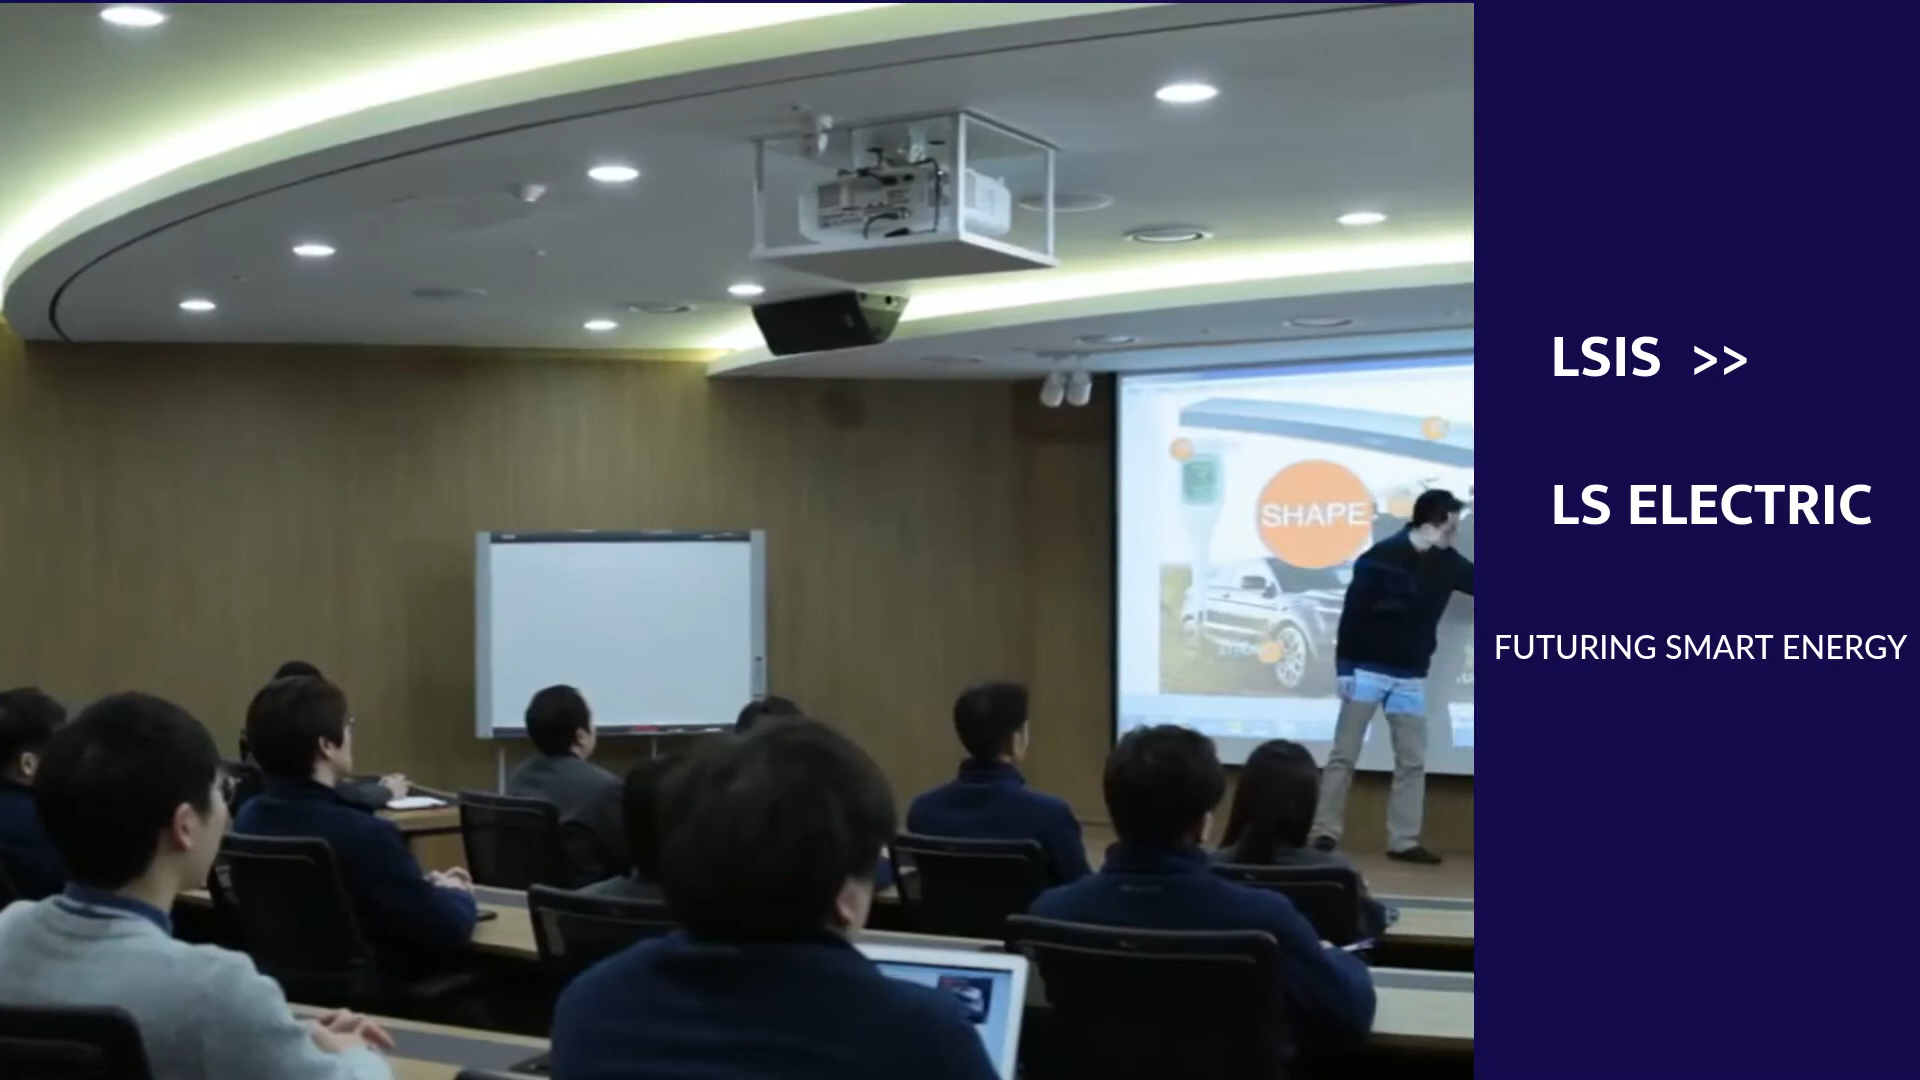 SHAPE
LSIS >>
LS ELECTRIC
FUTURING SMART ENERGY